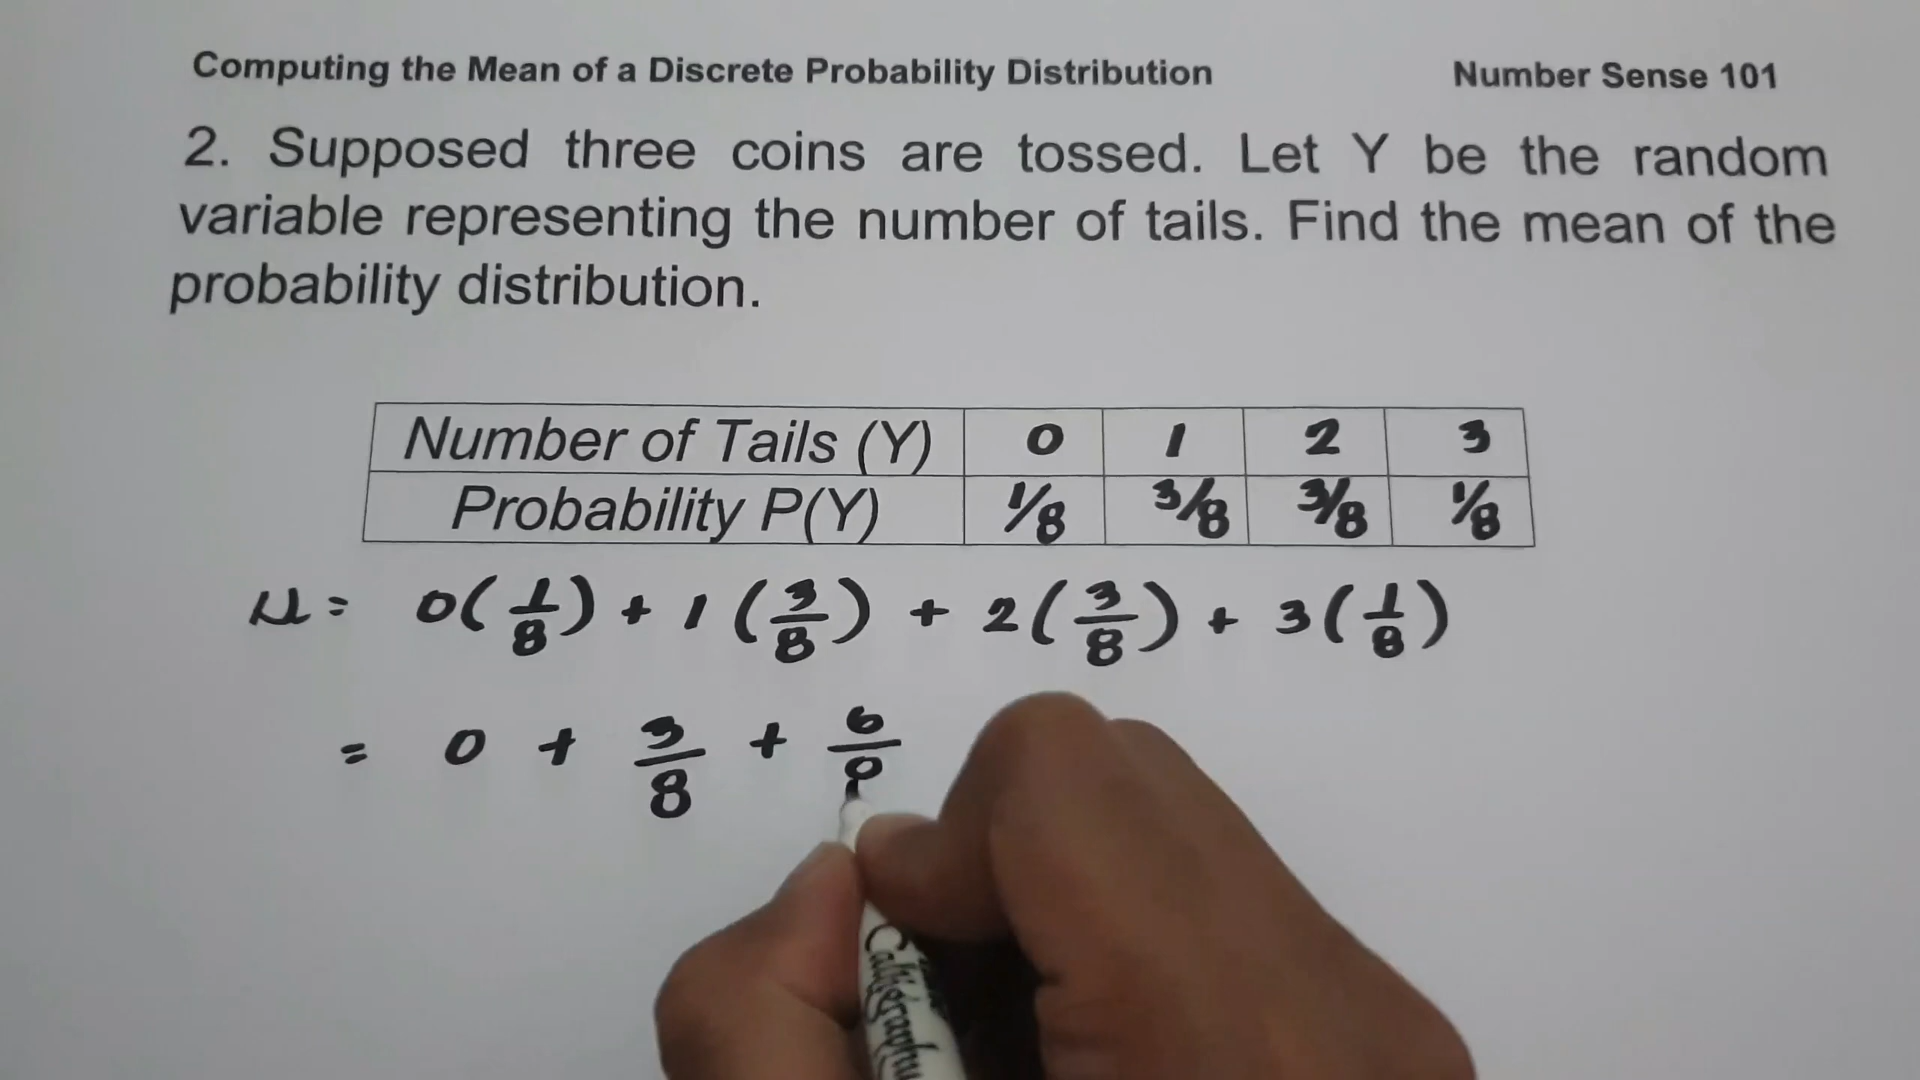 Computing the Mean of a Discrete Probability Distribution Number Sense 101
2. Supposed three coins are tossed. Let Y be the random
variable representing the number of tails. Find the mean of the
probability distribution.
Number of Tails (Y) 0 1 2 3
Probability P(Y) 1/8 3/8 3/8 1/8
μ = 0(1/8) + 1(3/8) + 2(3/8) + 3(1/8)
= 0 + 3/8 + 6/
Calligraphy